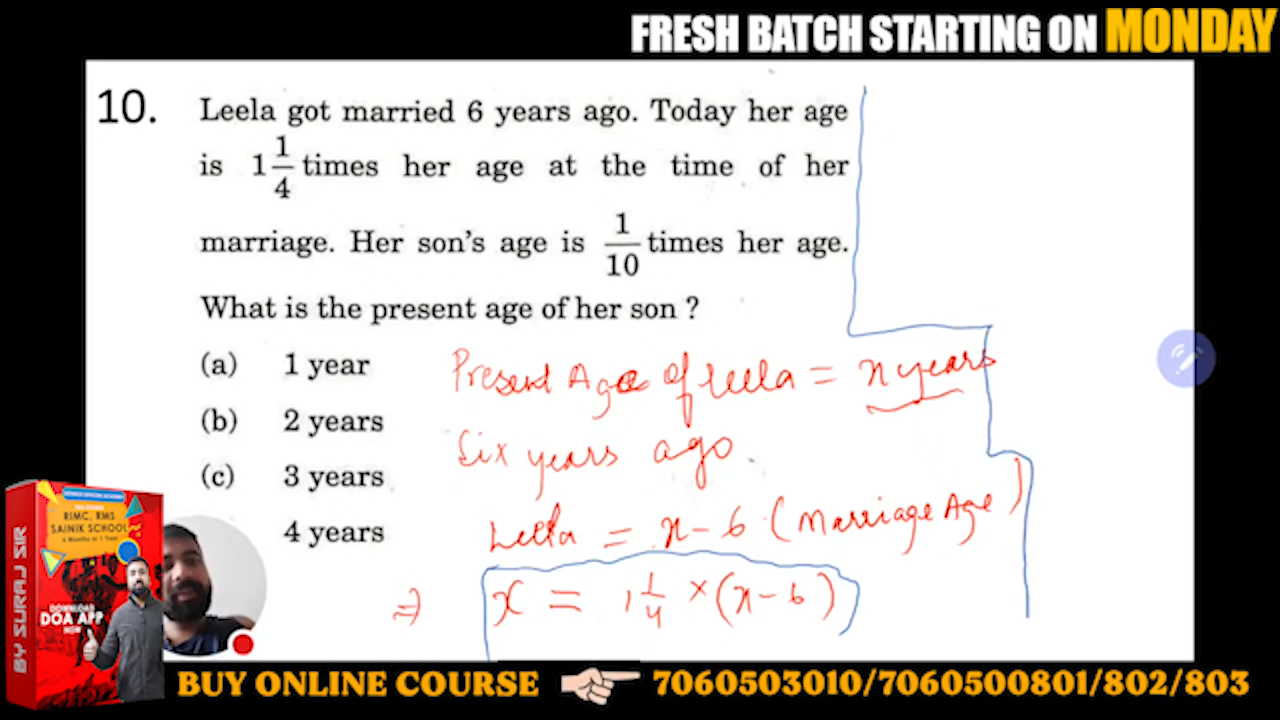 FRESH BATCH STARTING ON MONDAY
10. Leela got married 6 years ago. Today her age
is 1 1/4 times her age at the time of her
marriage. Her son's age is 1/10 times her age.
What is the present age of her son ?
(a) 1 year
(b) 2 years
(c) 3 years
4 years
Present Age of leela = x years
Six years ago
Leela = x - 6 (Marriage Age)
⇒ x = 1 1/4 × (x - 6)
RIMC, RMS
SAINIK SCHOOL
DOWNLOAD
DOA APP
NOW
BY SURAJ SIR
BUY ONLINE COURSE 7060503010/7060500801/802/803